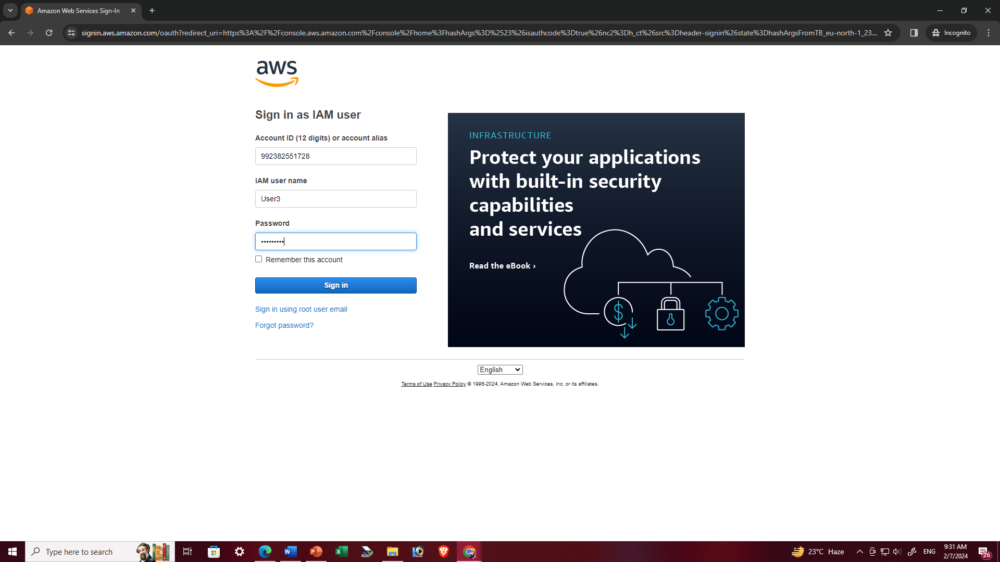 Amazon Web Services Sign-In
signin.aws.amazon.com/oauth?redirect_uri=https%3A%2F%2Fconsole.aws.amazon.com%2Fconsole%2Fhome%3FhashArgs%3D%2523%26isauthcode%3Dtrue%26nc2%3Dh_ct%26src%3Dheader-signin%26state%3DhashArgsFromTB_eu-north-1_23...
Incognito
aws
Sign in as IAM user
Account ID (12 digits) or account alias
992382551728
IAM user name
User3
Password
•••••••••
Remember this account
Sign in
Sign in using root user email
Forgot password?
INFRASTRUCTURE
Protect your applications
with built-in security
capabilities
and services
Read the eBook ›
English
Terms of Use Privacy Policy © 1996-2024, Amazon Web Services, Inc. or its affiliates.
Type here to search
23°C Haze
ENG
9:31 AM
2/7/2024
26